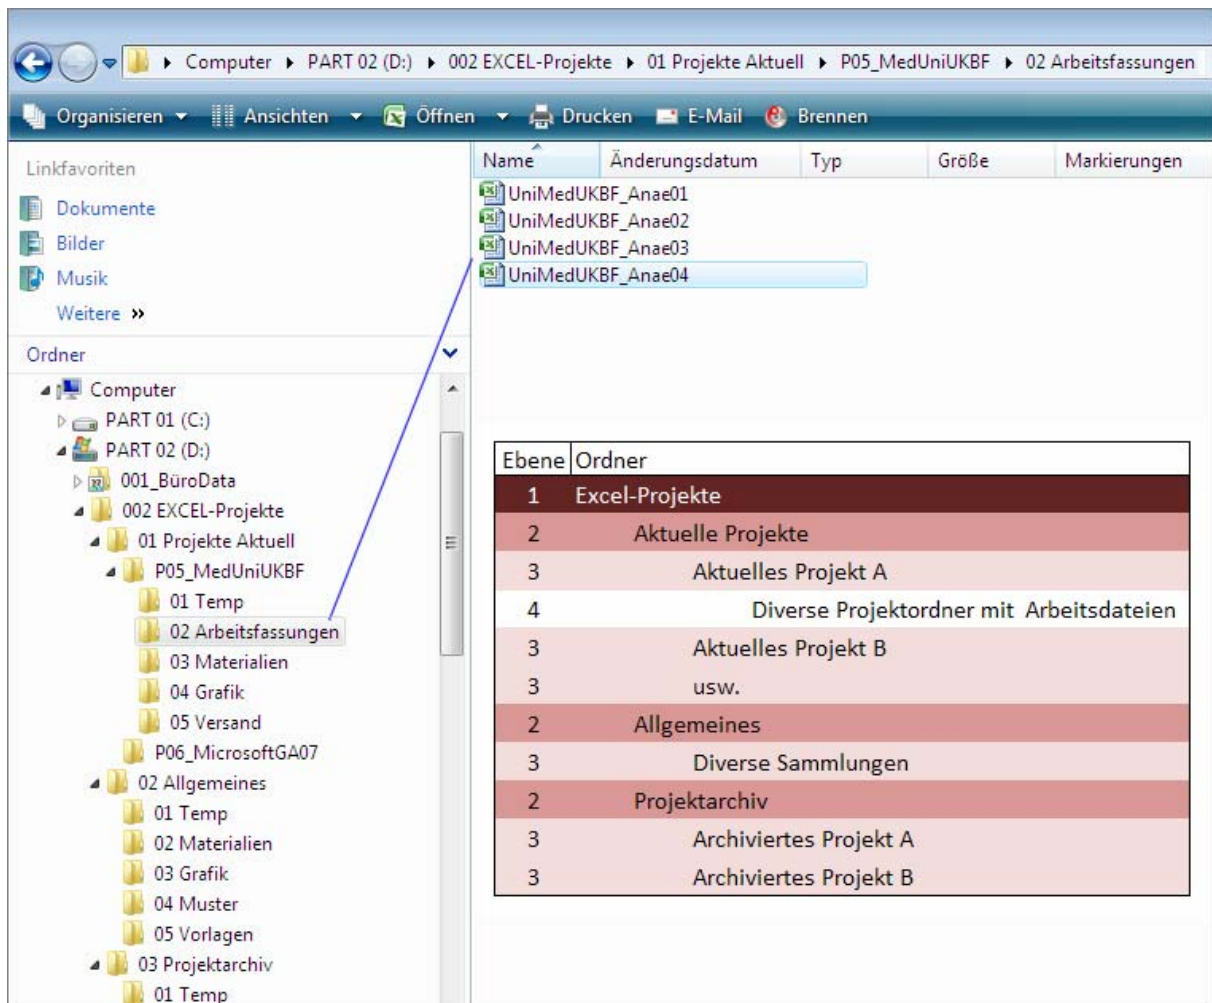 Computer ▸ PART 02 (D:) ▸ 002 EXCEL-Projekte ▸ 01 Projekte Aktuell ▸ P05_MedUniUKBF ▸ 02 Arbeitsfassungen
Organisieren Ansichten Öffnen Drucken E-Mail Brennen
Linkfavoriten
Dokumente
Bilder
Musik
Weitere »
Ordner
Computer
PART 01 (C:)
PART 02 (D:)
001_BüroData
002 EXCEL-Projekte
01 Projekte Aktuell
P05_MedUniUKBF
01 Temp
02 Arbeitsfassungen
03 Materialien
04 Grafik
05 Versand
P06_MicrosoftGA07
02 Allgemeines
01 Temp
02 Materialien
03 Grafik
04 Muster
05 Vorlagen
03 Projektarchiv
01 Temp
Name Änderungsdatum Typ Größe Markierungen
UniMedUKBF_Anae01
UniMedUKBF_Anae02
UniMedUKBF_Anae03
UniMedUKBF_Anae04
Ebene Ordner
1 Excel-Projekte
2 Aktuelle Projekte
3 Aktuelles Projekt A
4 Diverse Projektordner mit Arbeitsdateien
3 Aktuelles Projekt B
3 usw.
2 Allgemeines
3 Diverse Sammlungen
2 Projektarchiv
3 Archiviertes Projekt A
3 Archiviertes Projekt B